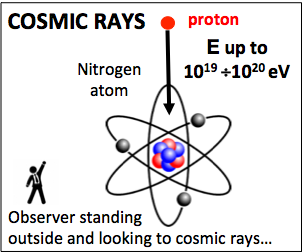 COSMIC RAYS
proton
E up to
10¹⁹ ÷10²⁰ eV
Nitrogen
atom
Observer standing
outside and looking to cosmic rays...